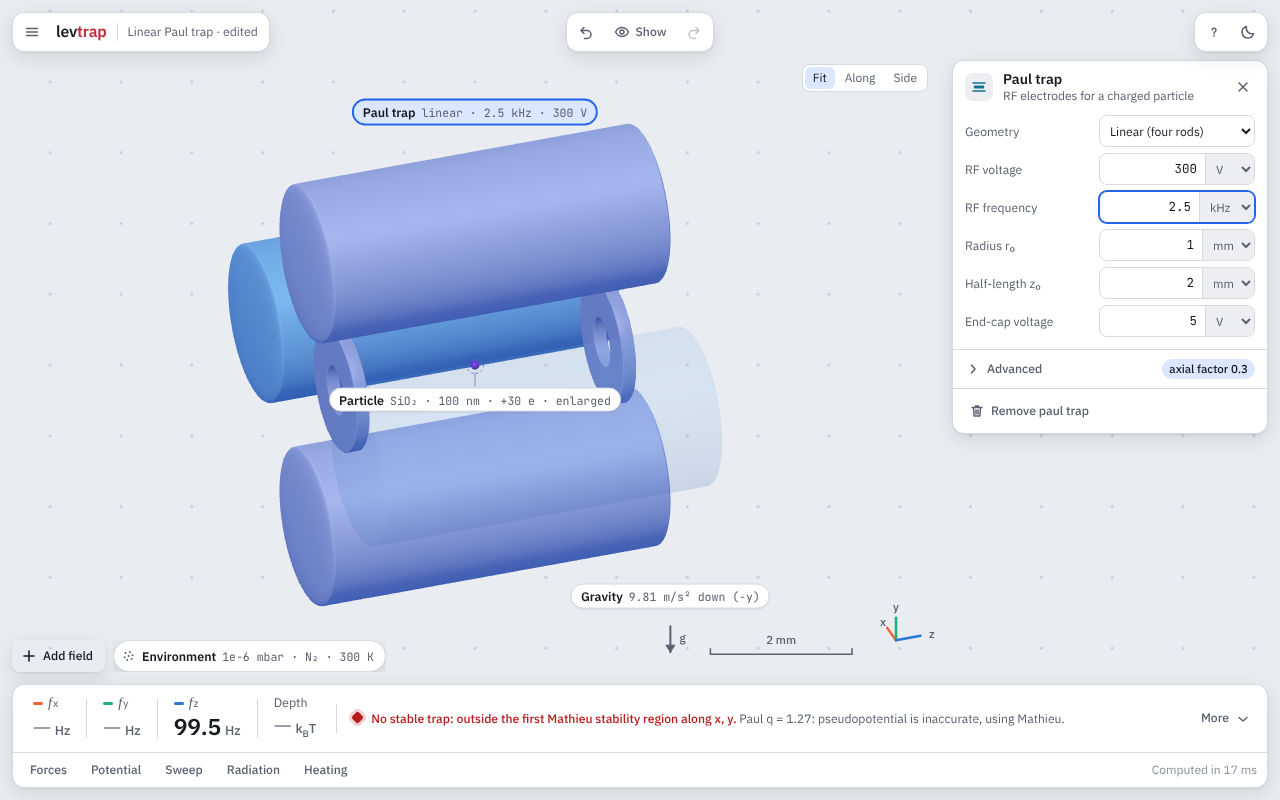 levtrap
Linear Paul trap · edited
Show
?
Fit
Along
Side
Paul trap linear · 2.5 kHz · 300 V
Particle SiO₂ · 100 nm · +30 e · enlarged
Gravity 9.81 m/s² down (-y)
g
2 mm
y
x
z
Paul trap
RF electrodes for a charged particle
Geometry Linear (four rods)
RF voltage 300 V
RF frequency 2.5 kHz
Radius r₀ 1 mm
Half-length z₀ 2 mm
End-cap voltage 5 V
Advanced axial factor 0.3
Remove paul trap
Add field
Environment 1e-6 mbar · N₂ · 300 K
fx
— Hz
fy
— Hz
fz
99.5 Hz
Depth
— kBT
No stable trap: outside the first Mathieu stability region along x, y. Paul q = 1.27: pseudopotential is inaccurate, using Mathieu.
More
Forces
Potential
Sweep
Radiation
Heating
Computed in 17 ms